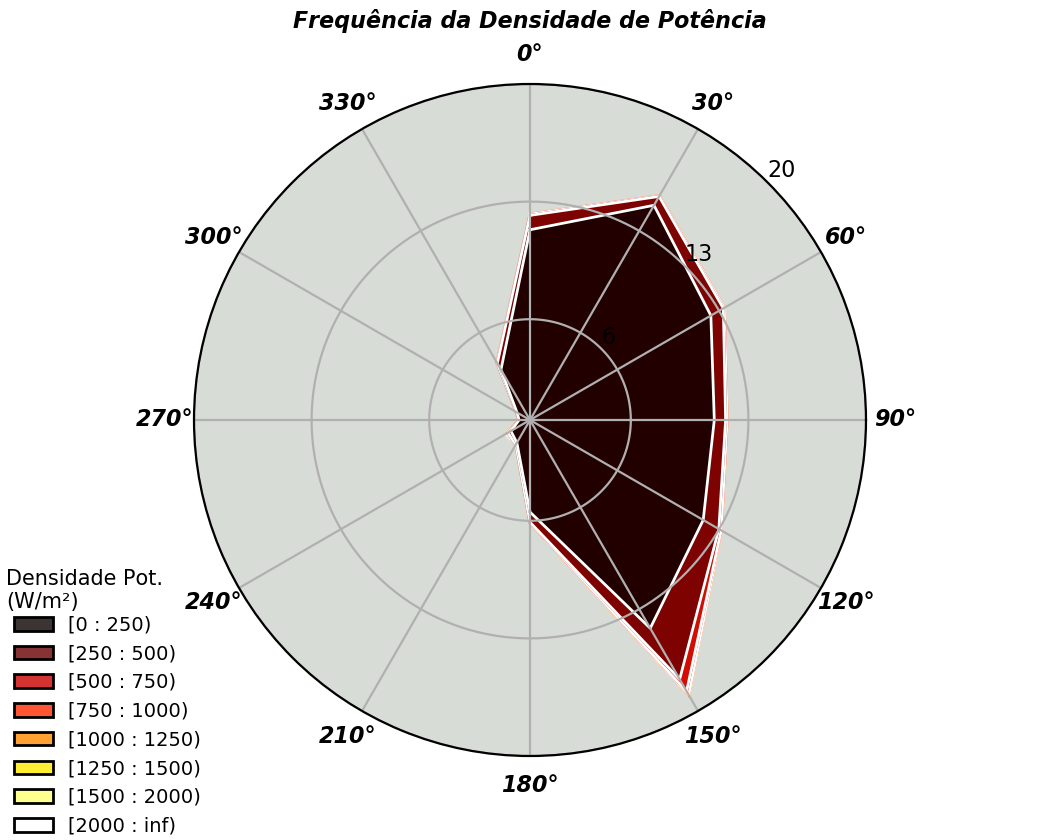 Frequência da Densidade de Potência
0°
330°
30°
20
300°
60°
13
6
270°
90°
240°
120°
210°
150°
180°
Densidade Pot.
(W/m²)
[0 : 250)
[250 : 500)
[500 : 750)
[750 : 1000)
[1000 : 1250)
[1250 : 1500)
[1500 : 2000)
[2000 : inf)